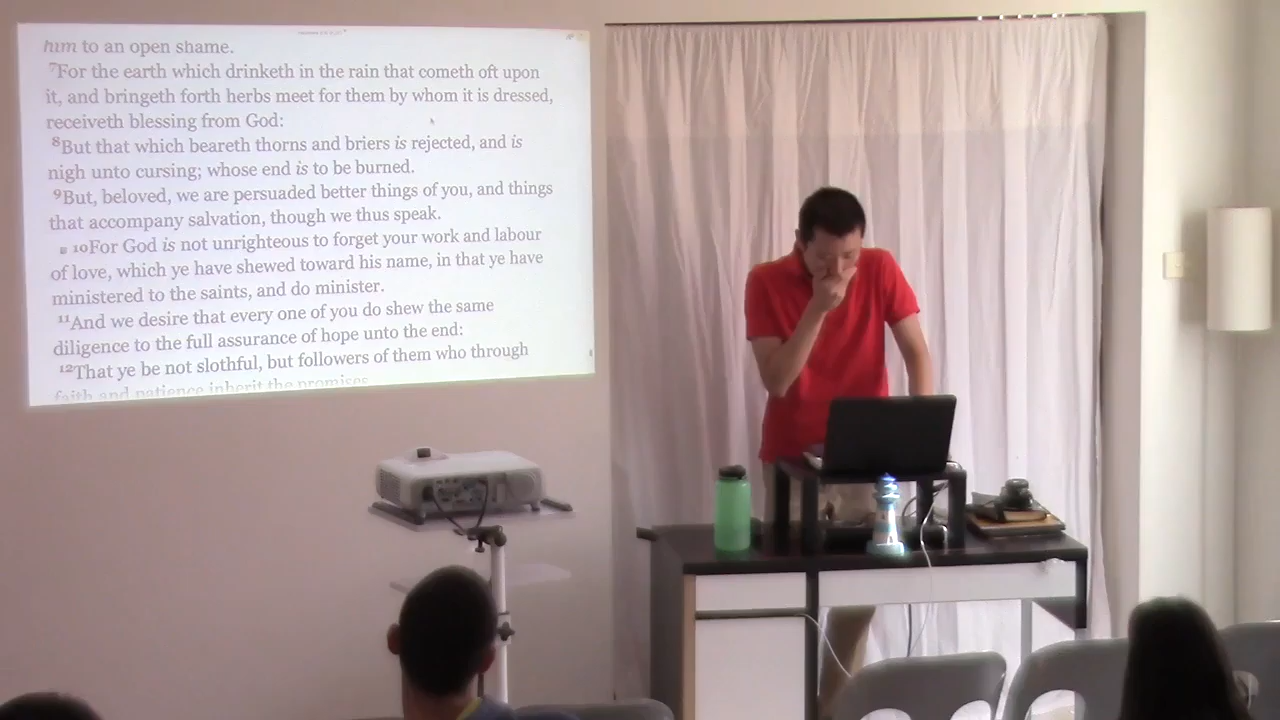 him to an open shame.
7For the earth which drinketh in the rain that cometh oft upon
it, and bringeth forth herbs meet for them by whom it is dressed,
receiveth blessing from God:
8But that which beareth thorns and briers is rejected, and is
nigh unto cursing; whose end is to be burned.
9But, beloved, we are persuaded better things of you, and things
that accompany salvation, though we thus speak.
10For God is not unrighteous to forget your work and labour
of love, which ye have shewed toward his name, in that ye have
ministered to the saints, and do minister.
11And we desire that every one of you do shew the same
diligence to the full assurance of hope unto the end:
12That ye be not slothful, but followers of them who through
faith and patience inherit the promises